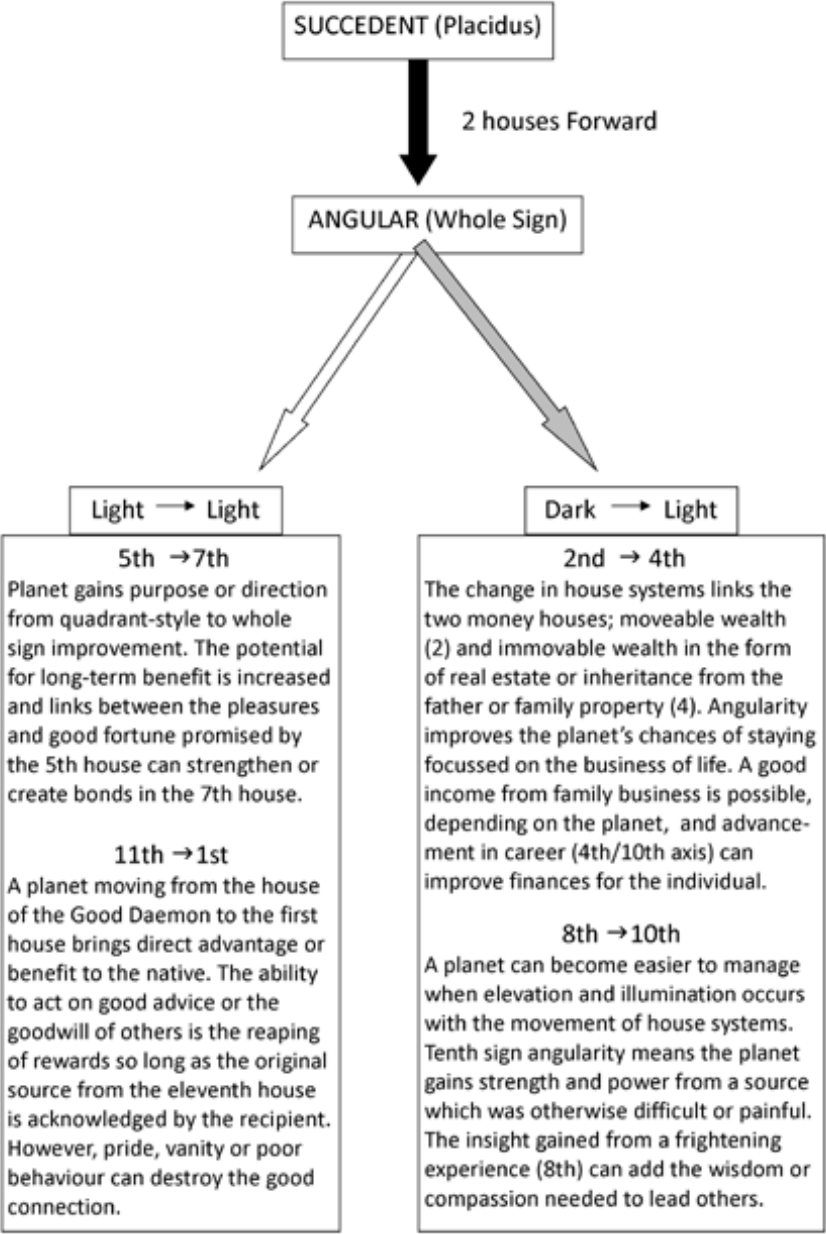 SUCCEDENT (Placidus)
2 houses Forward
ANGULAR (Whole Sign)
Light → Light
5th →7th
Planet gains purpose or direction
from quadrant-style to whole
sign improvement. The potential
for long-term benefit is increased
and links between the pleasures
and good fortune promised by
the 5th house can strengthen or
create bonds in the 7th house.
11th →1st
A planet moving from the house
of the Good Daemon to the first
house brings direct advantage or
benefit to the native. The ability
to act on good advice or the
goodwill of others is the reaping
of rewards so long as the original
source from the eleventh house
is acknowledged by the recipient.
However, pride, vanity or poor
behaviour can destroy the good
connection.
Dark → Light
2nd → 4th
The change in house systems links the
two money houses; moveable wealth
(2) and immovable wealth in the form
of real estate or inheritance from the
father or family property (4). Angularity
improves the planet's chances of staying
focussed on the business of life. A good
income from family business is possible,
depending on the planet, and advance-
ment in career (4th/10th axis) can
improve finances for the individual.
8th →10th
A planet can become easier to manage
when elevation and illumination occurs
with the movement of house systems.
Tenth sign angularity means the planet
gains strength and power from a source
which was otherwise difficult or painful.
The insight gained from a frightening
experience (8th) can add the wisdom or
compassion needed to lead others.